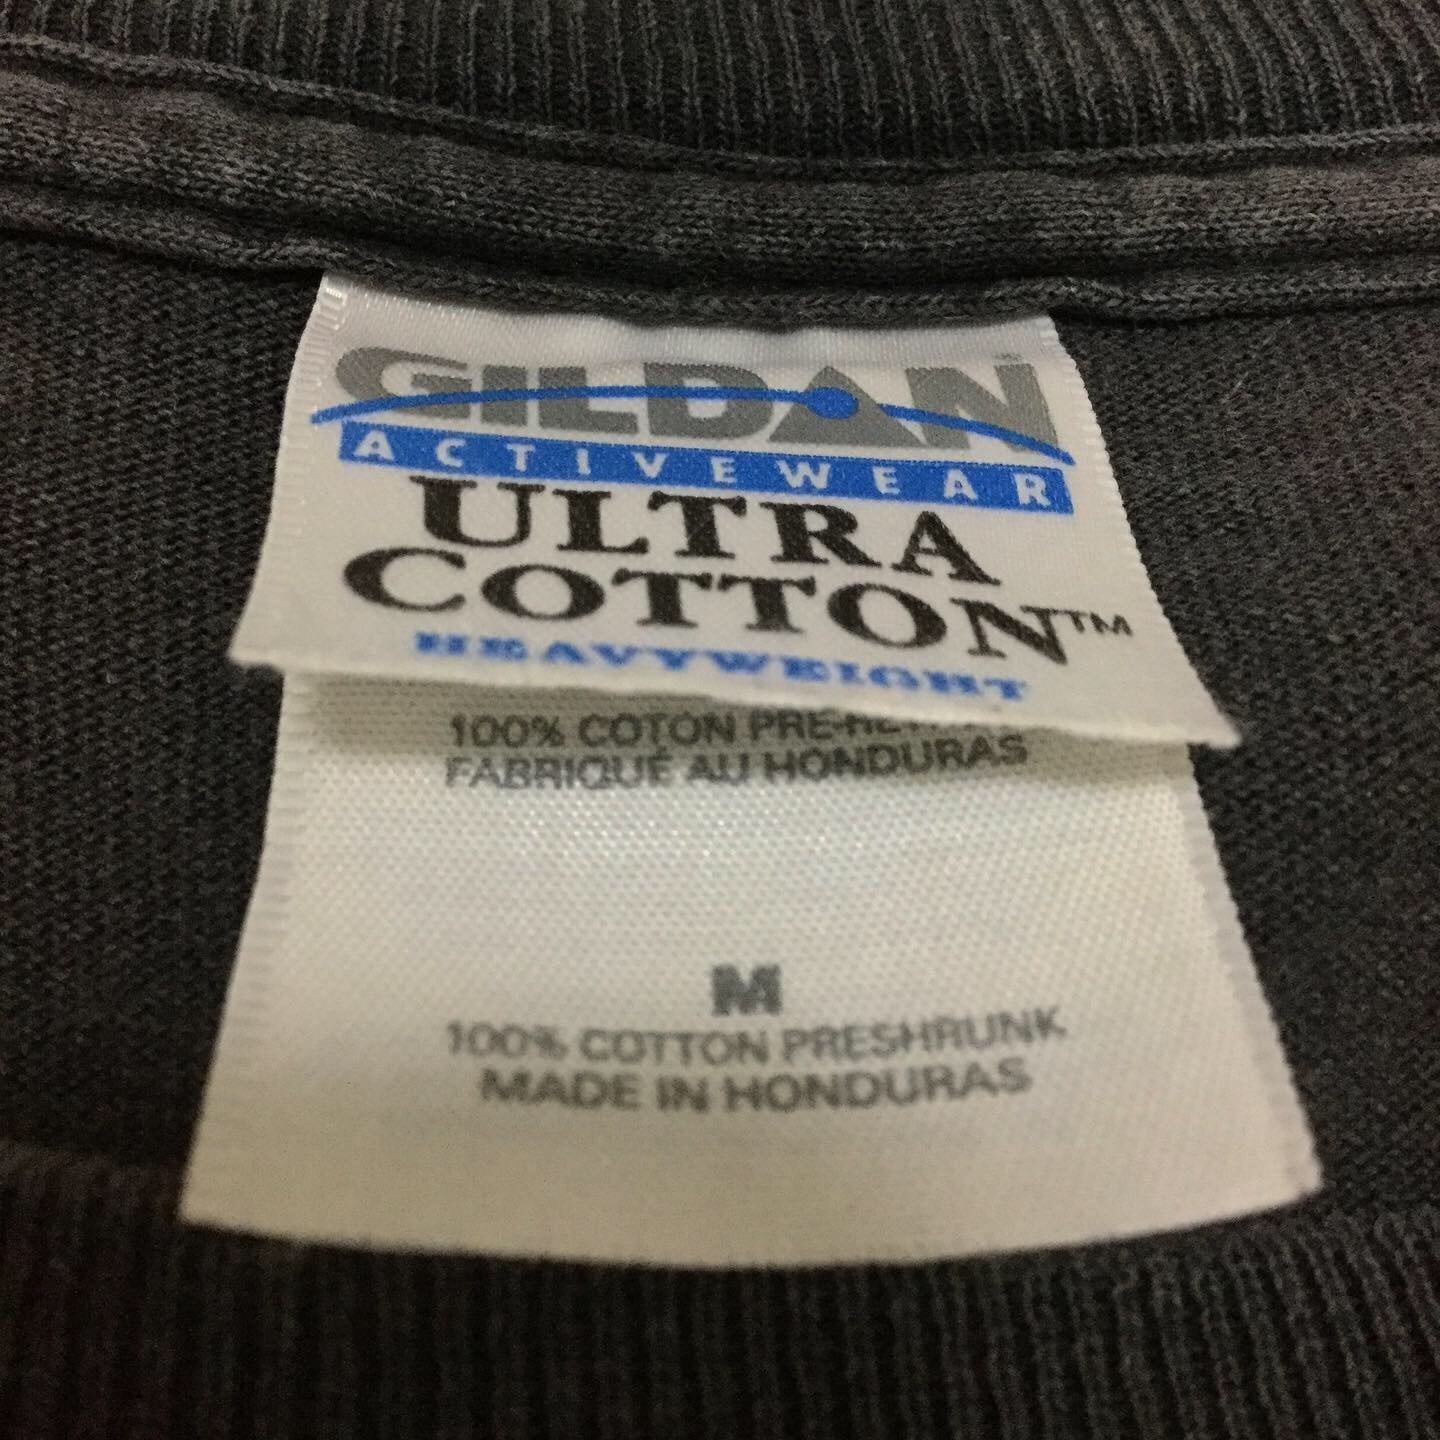 GILDAN
ACTIVEWEAR
ULTRA
COTTON™
HEAVYWEIGHT
100% COTON
FABRIQUÉ AU HONDURAS
M
100% COTTON PRESHRUNK
MADE IN HONDURAS